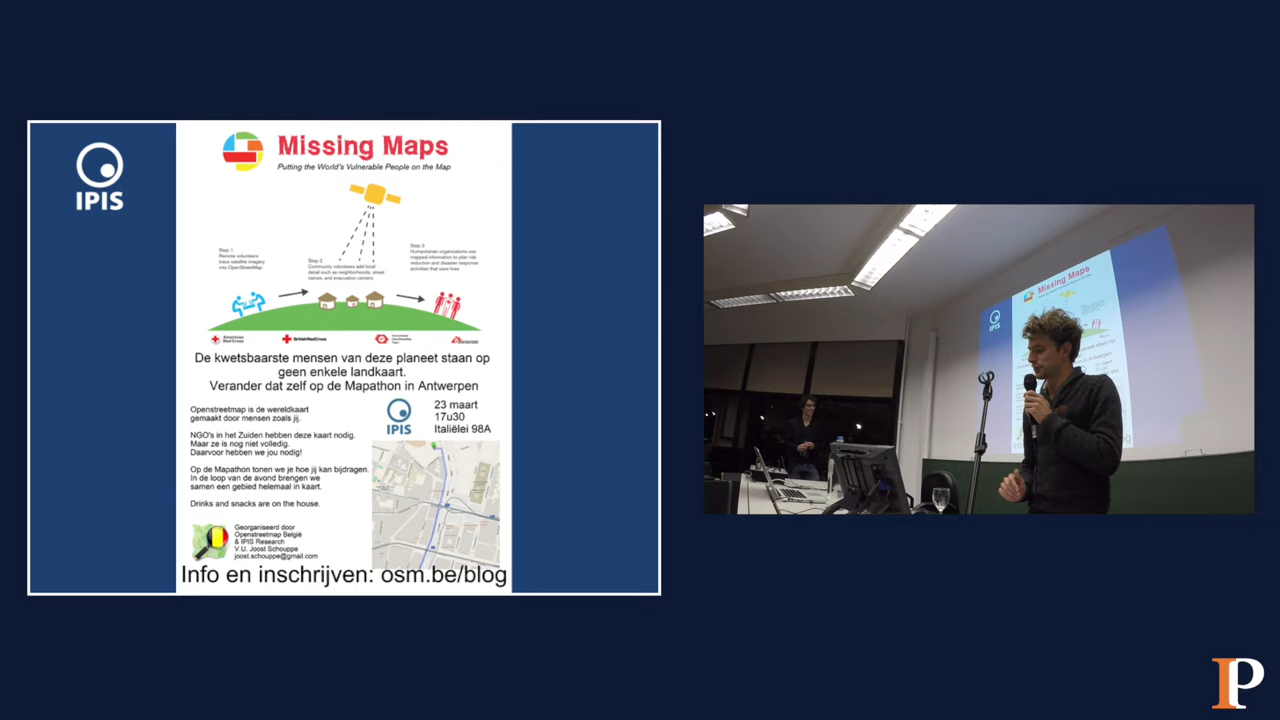 IPIS
Missing Maps
Putting the World's Vulnerable People on the Map
Step 1
Remote volunteers
trace satellite imagery
into OpenStreetMap
Step 2
Community volunteers add local
detail such as neighborhoods, street
names, and evacuation centers
Step 3
Humanitarian organizations use
mapped information to plan risk
reduction and disaster response
activities that save lives
American
Red Cross
BritishRedCross
Humanitarian
OpenStreetMap
Team
De kwetsbaarste mensen van deze planeet staan op
geen enkele landkaart.
Verander dat zelf op de Mapathon in Antwerpen
Openstreetmap is de wereldkaart
gemaakt door mensen zoals jij.
NGO's in het Zuiden hebben deze kaart nodig.
Maar ze is nog niet volledig.
Daarvoor hebben we jou nodig!
Op de Mapathon tonen we je hoe jij kan bijdragen.
In de loop van de avond brengen we
samen een gebied helemaal in kaart.
Drinks and snacks are on the house.
IPIS
23 maart
17u30
Italiëlei 98A
Georganiseerd door
Openstreetmap België
& IPIS Research
V.U. Joost Schouppe
joost.schouppe@gmail.com
Info en inschrijven: osm.be/blog
IPIS
Missing Maps
IP